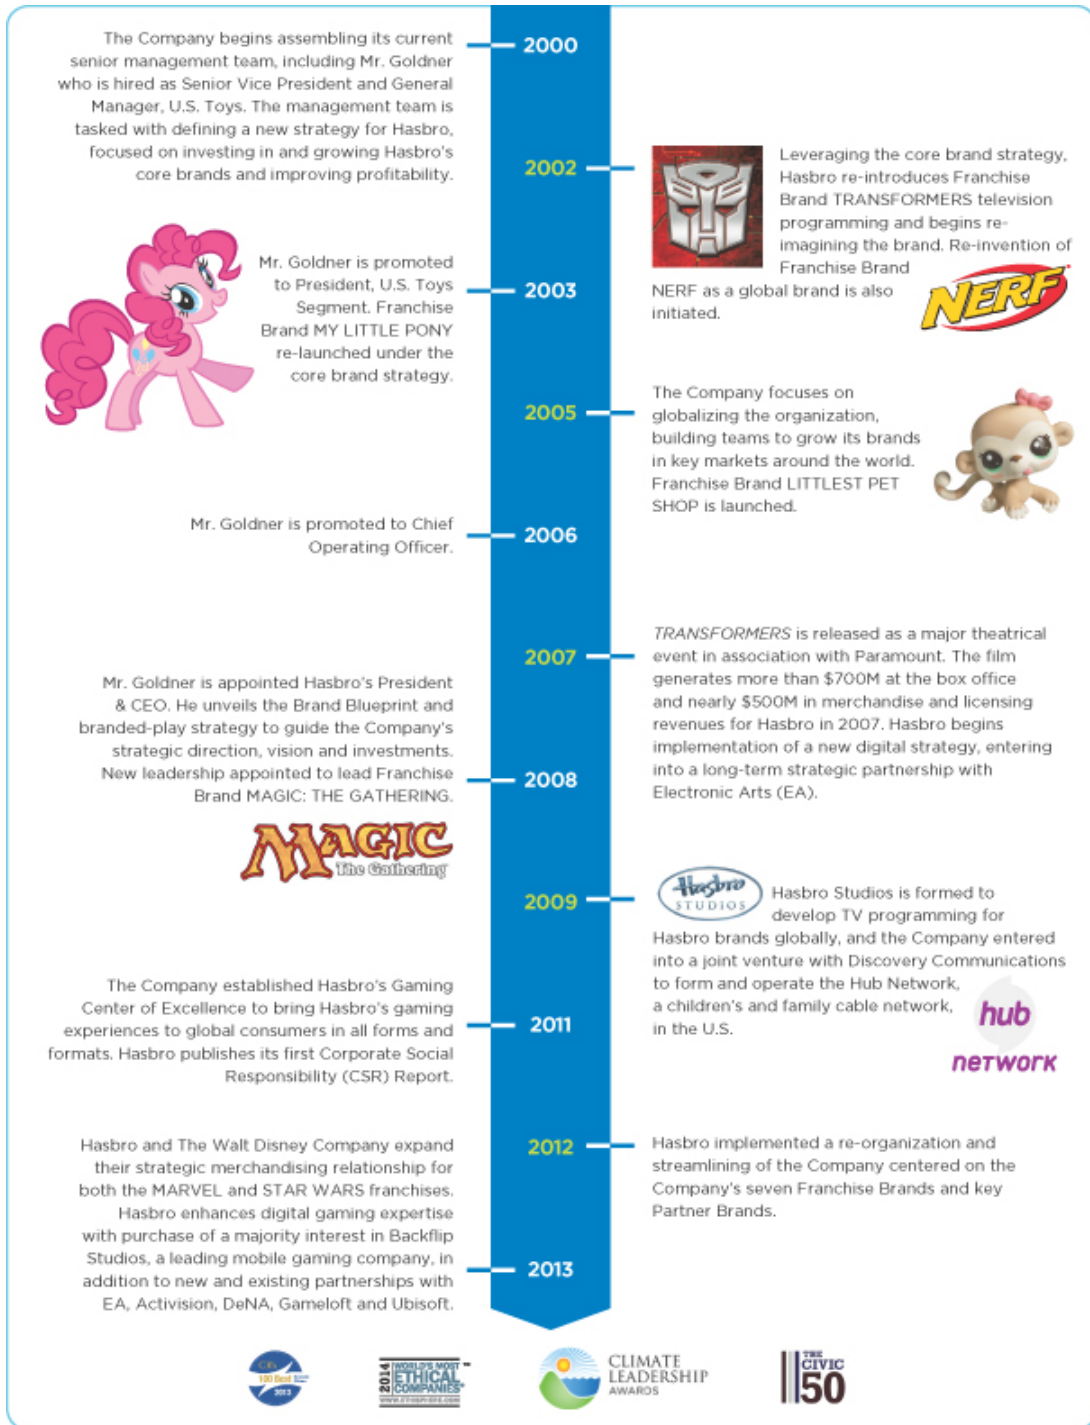 The Company begins assembling its current
senior management team, including Mr. Goldner
who is hired as Senior Vice President and General
Manager, U.S. Toys. The management team is
tasked with defining a new strategy for Hasbro,
focused on investing in and growing Hasbro's
core brands and improving profitability.
2000
2002
Leveraging the core brand strategy,
Hasbro re-introduces Franchise
Brand TRANSFORMERS television
programming and begins re-
imagining the brand. Re-invention of
Franchise Brand
NERF as a global brand is also
initiated.
NERF
Mr. Goldner is promoted
to President, U.S. Toys
Segment. Franchise
Brand MY LITTLE PONY
re-launched under the
core brand strategy.
2003
2005
The Company focuses on
globalizing the organization,
building teams to grow its brands
in key markets around the world.
Franchise Brand LITTLEST PET
SHOP is launched.
Mr. Goldner is promoted to Chief
Operating Officer.
2006
2007
TRANSFORMERS is released as a major theatrical
event in association with Paramount. The film
generates more than $700M at the box office
and nearly $500M in merchandise and licensing
revenues for Hasbro in 2007. Hasbro begins
implementation of a new digital strategy, entering
into a long-term strategic partnership with
Electronic Arts (EA).
Mr. Goldner is appointed Hasbro's President
& CEO. He unveils the Brand Blueprint and
branded-play strategy to guide the Company's
strategic direction, vision and investments.
New leadership appointed to lead Franchise
Brand MAGIC: THE GATHERING.
2008
MAGIC
The Gathering
2009
Hasbro
STUDIOS
Hasbro Studios is formed to
develop TV programming for
Hasbro brands globally, and the Company entered
into a joint venture with Discovery Communications
to form and operate the Hub Network,
a children's and family cable network,
in the U.S.
hub
network
The Company established Hasbro's Gaming
Center of Excellence to bring Hasbro's gaming
experiences to global consumers in all forms and
formats. Hasbro publishes its first Corporate Social
Responsibility (CSR) Report.
2011
2012
Hasbro implemented a re-organization and
streamlining of the Company centered on the
Company's seven Franchise Brands and key
Partner Brands.
Hasbro and The Walt Disney Company expand
their strategic merchandising relationship for
both the MARVEL and STAR WARS franchises.
Hasbro enhances digital gaming expertise
with purchase of a majority interest in Backflip
Studios, a leading mobile gaming company, in
addition to new and existing partnerships with
EA, Activision, DeNA, Gameloft and Ubisoft.
2013
100 Best
2013
2014
WORLD'S MOST
ETHICAL
COMPANIES
WWW.ETHISPHERE.COM
CLIMATE
LEADERSHIP
AWARDS
THE
CIVIC
50